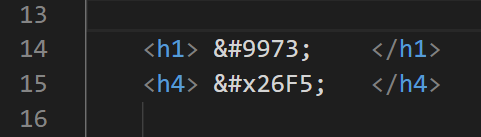 13
14 <h1> &#9973;    </h1>
15 <h4> &#x26F5;   </h4>
16